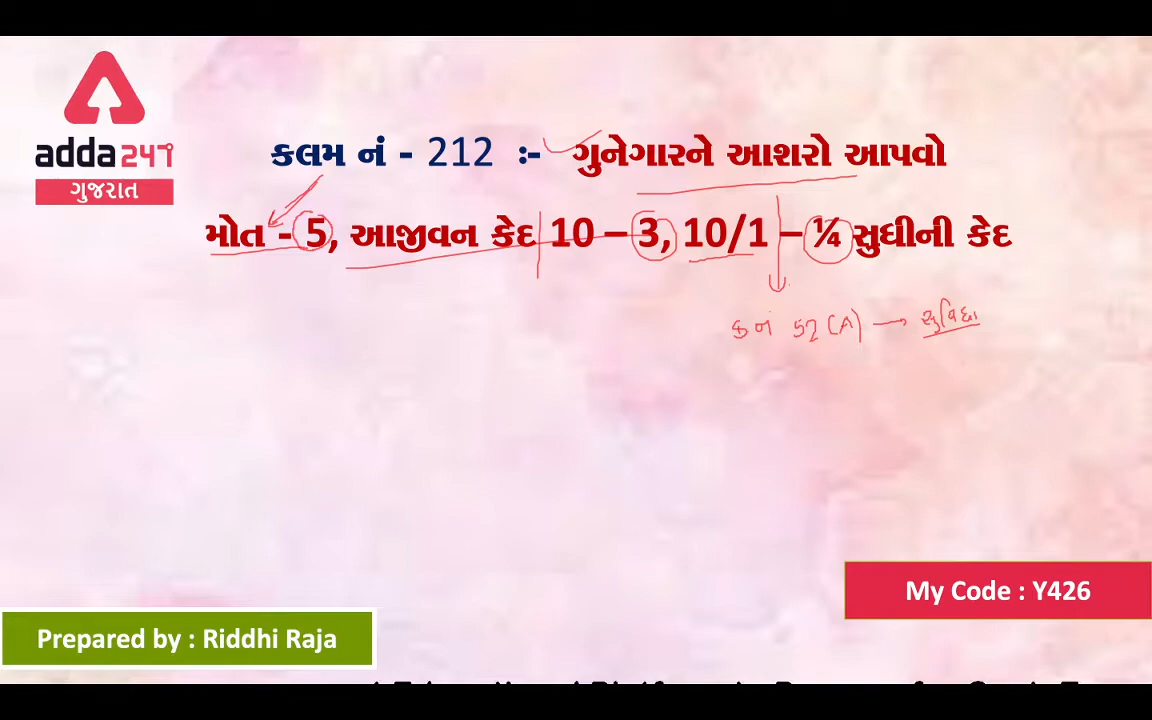 adda247
ગુજરાત
કલમ નં - 212 :- ગુનેગારને આશરો આપવો
મોત - 5, આજીવન કેદ 10 – 3, 10/1 – ¼ સુધીની કેદ
ક નં 52 (A) → સુવિધા
My Code : Y426
Prepared by : Riddhi Raja